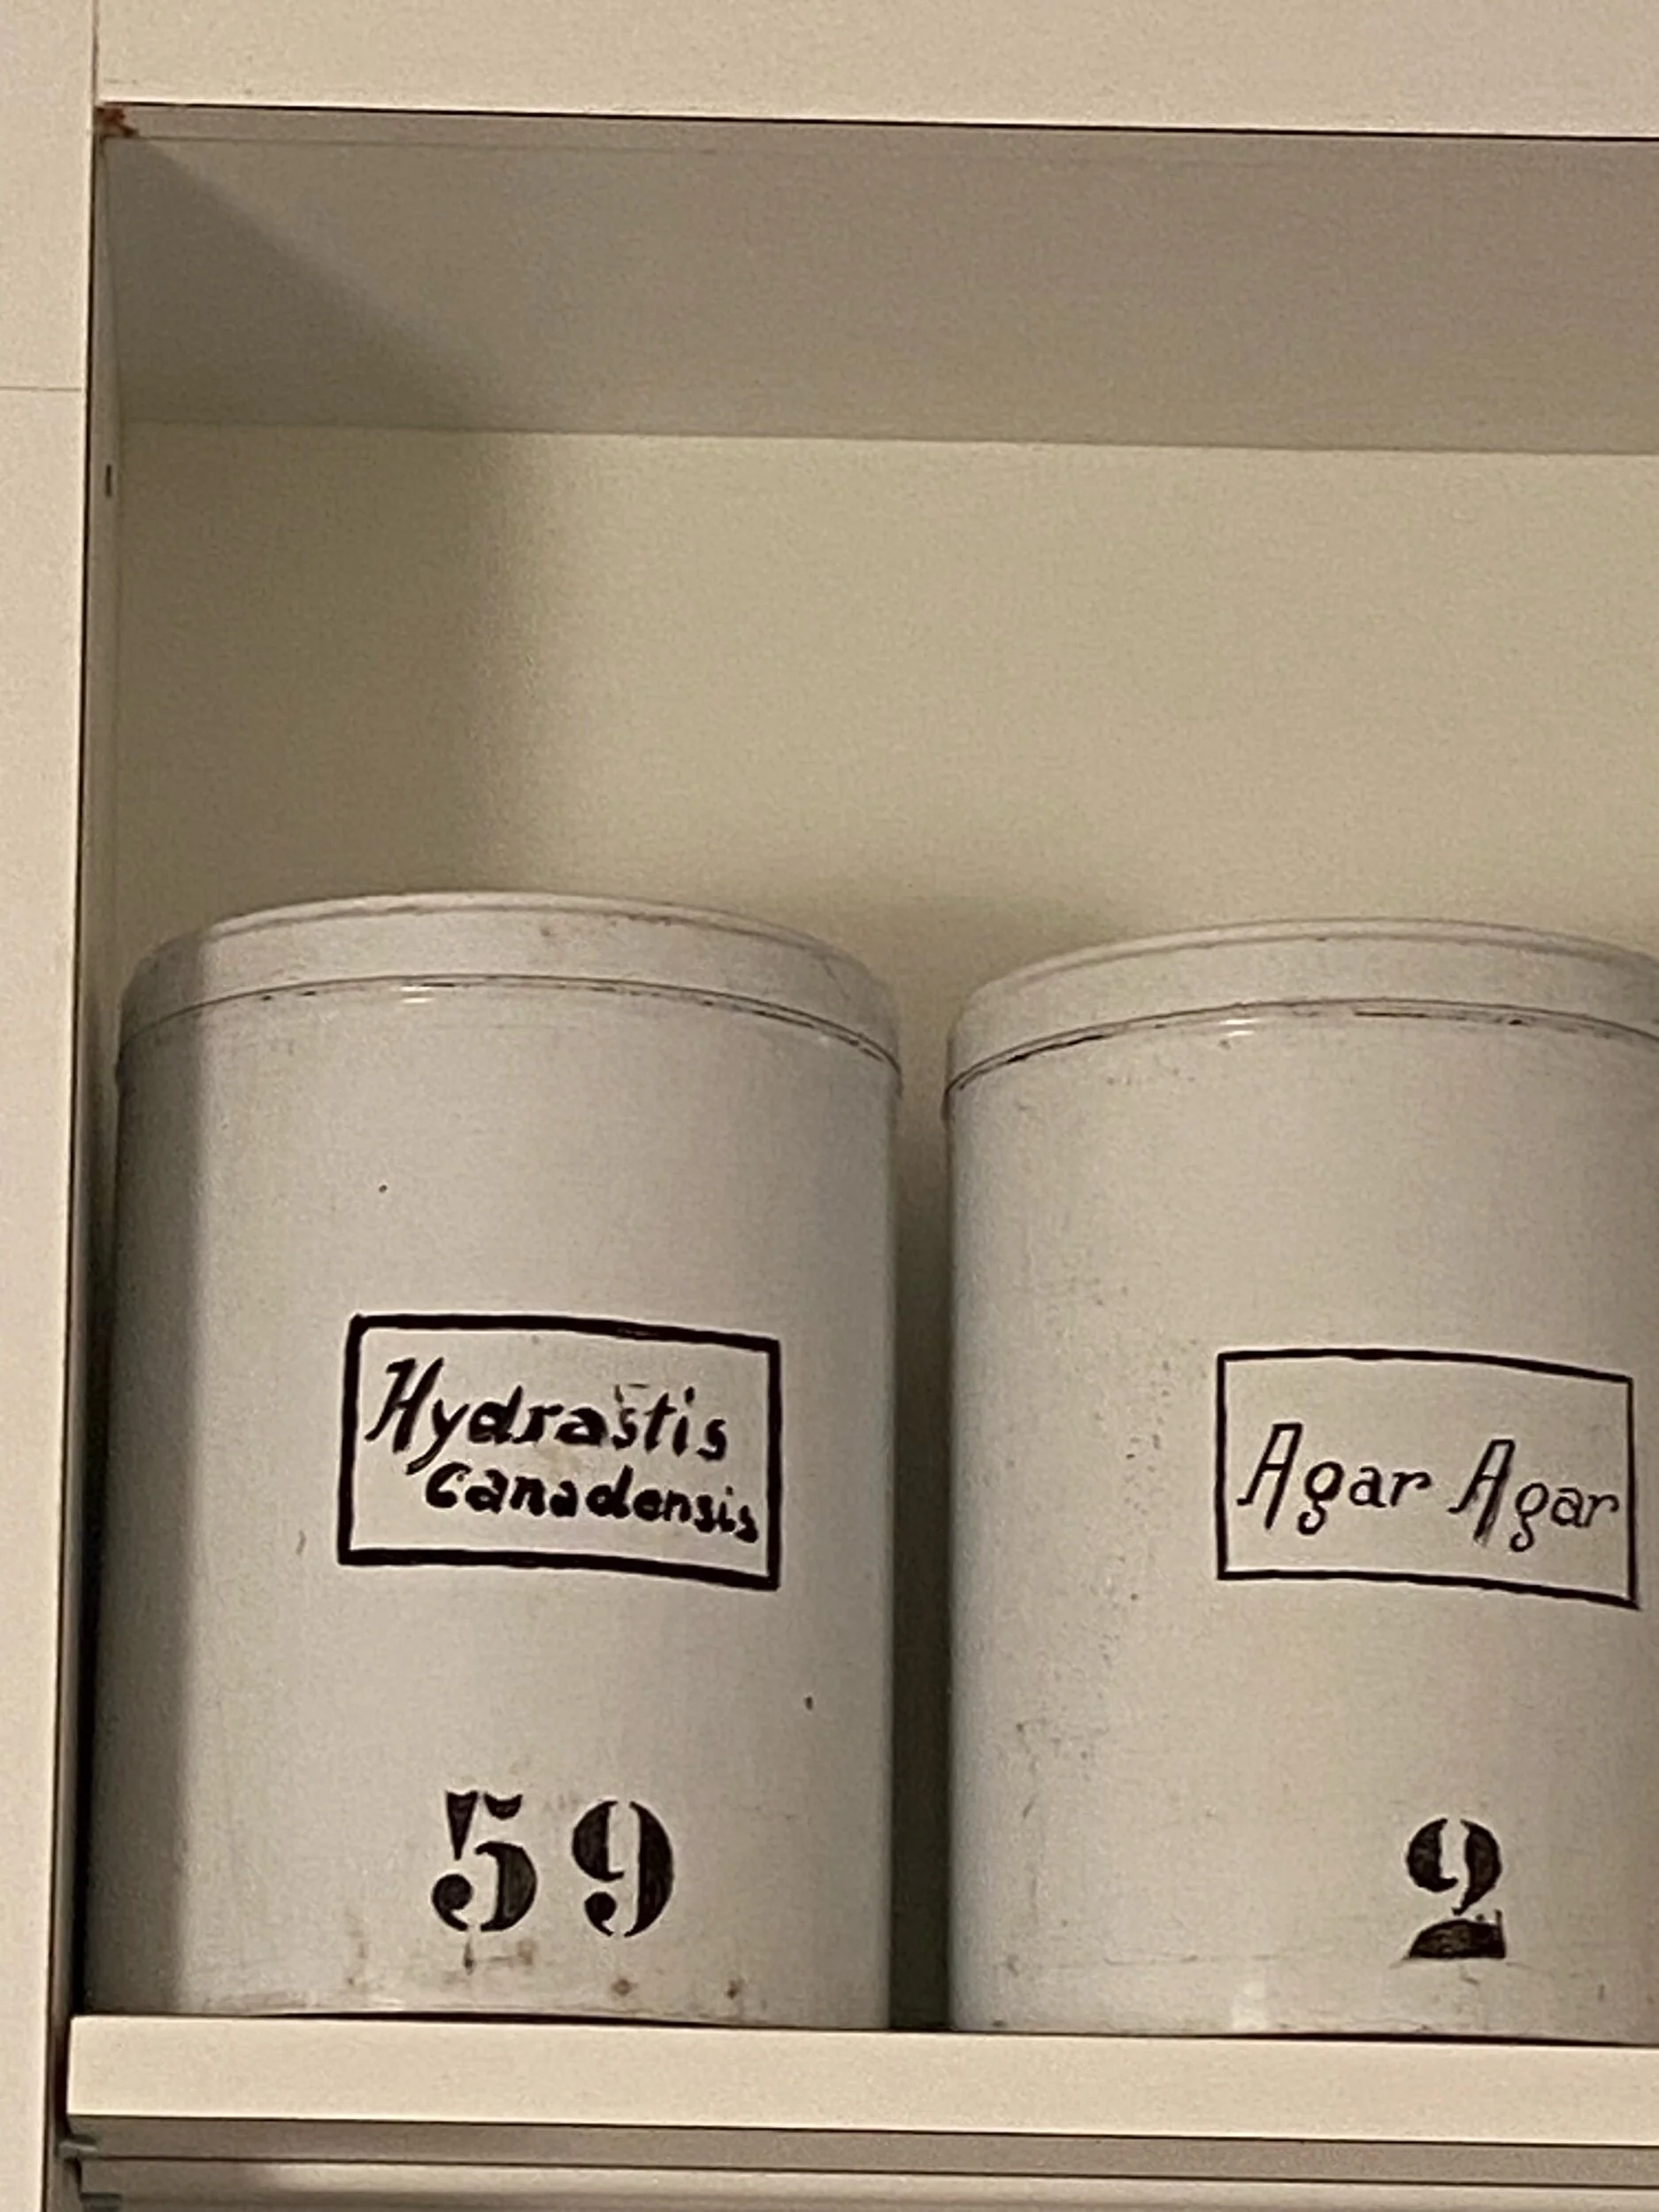 Hydrastis
Canadensis
59
Agar Agar
2